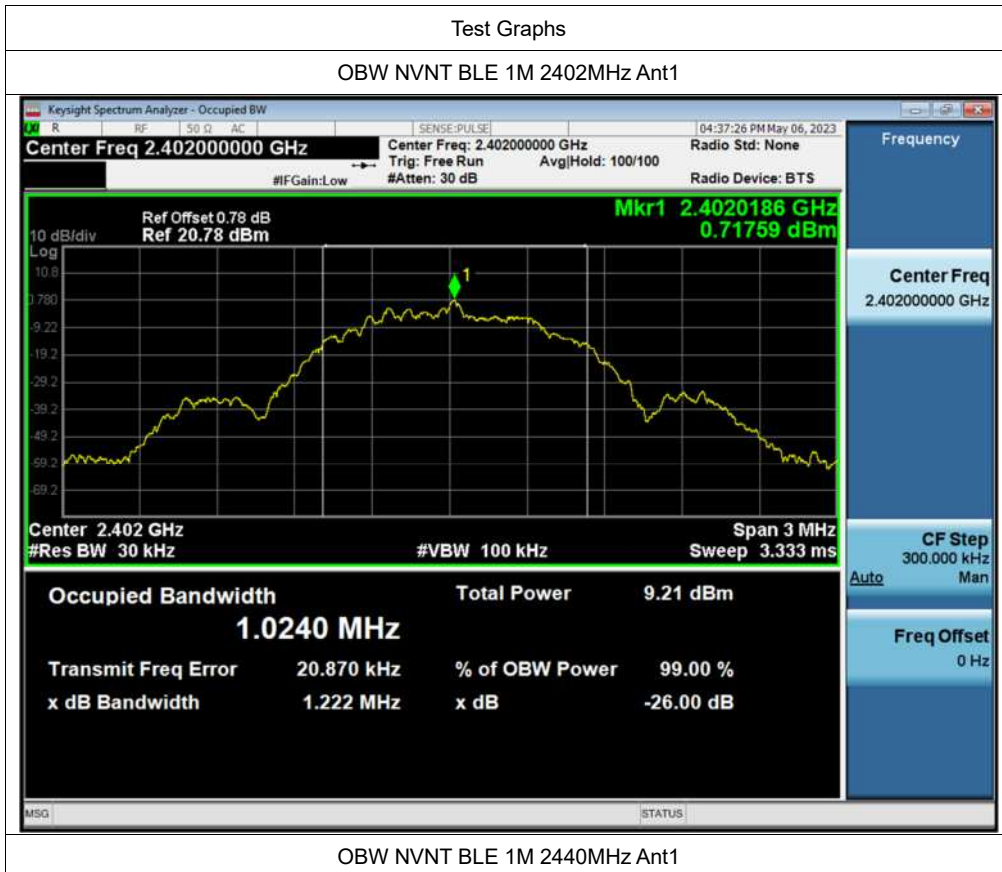 Test Graphs
OBW NVNT BLE 1M 2402MHz Ant1
Keysight Spectrum Analyzer - Occupied BW
R RF 50 Ω AC SENSE:PULSE 04:37:26 PM May 06, 2023
Center Freq 2.402000000 GHz
Center Freq: 2.402000000 GHz
Radio Std: None
Trig: Free Run Avg|Hold: 100/100
#IFGain:Low
#Atten: 30 dB
Radio Device: BTS
Frequency
Mkr1 2.4020186 GHz
0.71759 dBm
Ref Offset 0.78 dB
10 dB/div Ref 20.78 dBm
Log
10.8
0.780
-9.22
-19.2
-29.2
-39.2
-49.2
-59.2
-69.2
1
Center 2.402 GHz Span 3 MHz
#Res BW 30 kHz #VBW 100 kHz Sweep 3.333 ms
Occupied Bandwidth
1.0240 MHz
Total Power 9.21 dBm
Transmit Freq Error 20.870 kHz % of OBW Power 99.00 %
x dB Bandwidth 1.222 MHz x dB -26.00 dB
Center Freq
2.402000000 GHz
CF Step
300.000 kHz
Auto Man
Freq Offset
0 Hz
MSG STATUS
OBW NVNT BLE 1M 2440MHz Ant1